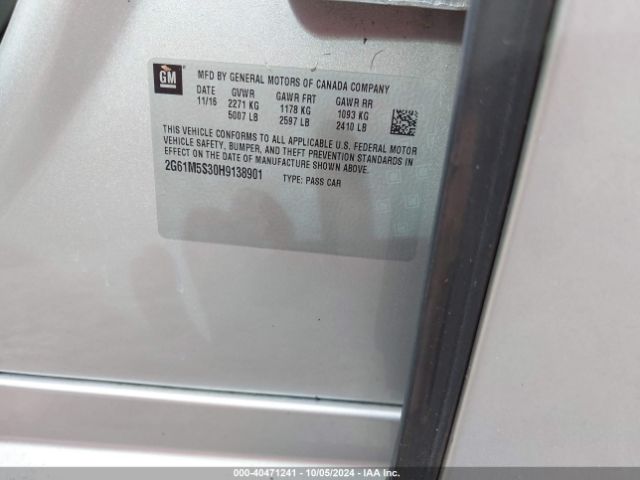 GM
MFD BY GENERAL MOTORS OF CANADA COMPANY
DATE GVWR GAWR FRT GAWR RR
11/16 2271 KG 1178 KG 1093 KG
5007 LB 2597 LB 2410 LB
THIS VEHICLE CONFORMS TO ALL APPLICABLE U.S. FEDERAL MOTOR
VEHICLE SAFETY, BUMPER, AND THEFT PREVENTION STANDARDS IN
EFFECT ON THE DATE OF MANUFACTURE SHOWN ABOVE.
2G61M5S30H9138901 TYPE: PASS CAR
000-40471241 - 10/05/2024 - IAA Inc.